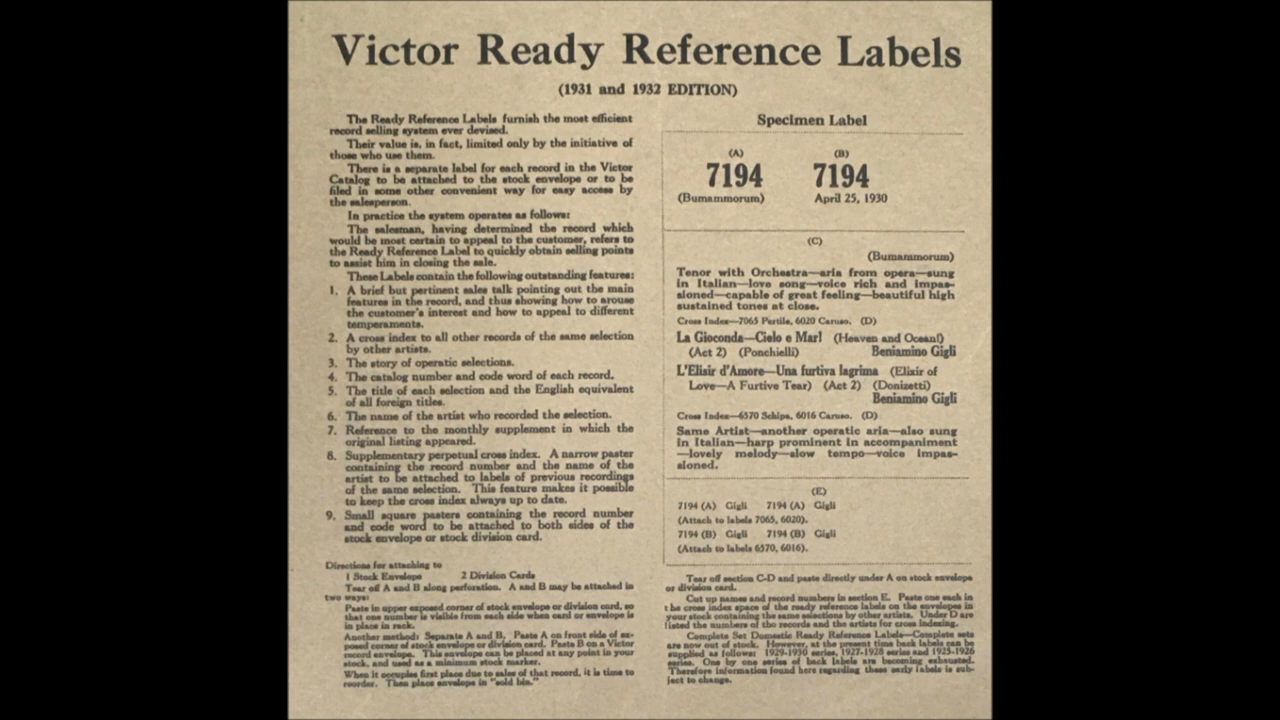 Victor Ready Reference Labels
(1931 and 1932 EDITION)
The Ready Reference Labels furnish the most efficient
record selling system ever devised.
Their value is, in fact, limited only by the initiative of
those who use them.
There is a separate label for each record in the Victor
Catalog to be attached to the stock envelope or to be
filed in some other convenient way for easy access by
the salesperson.
In practice the system operates as follows:
The salesman, having determined the record which
would be most certain to appeal to the customer, refers to
the Ready Reference Label to quickly obtain selling points
to assist him in closing the sale.
These Labels contain the following outstanding features:
1. A brief but pertinent sales talk pointing out the main
features in the record, and thus showing how to arouse
the customer's interest and how to appeal to different
temperaments.
2. A cross index to all other records of the same selection
by other artists.
3. The story of operatic selections.
4. The catalog number and code word of each record.
5. The title of each selection and the English equivalent
of all foreign titles.
6. The name of the artist who recorded the selection.
7. Reference to the monthly supplement in which the
original listing appeared.
8. Supplementary perpetual cross index. A narrow paster
containing the record number and the name of the
artist to be attached to labels of previous recordings
of the same selection. This feature makes it possible
to keep the cross index always up to date.
9. Small square pasters containing the record number
and code word to be attached to both sides of the
stock envelope or stock division card.
Directions for attaching to
1 Stock Envelope 2 Division Cards
Tear off A and B along perforation. A and B may be attached in
two ways:
Paste in upper exposed corner of stock envelope or division card, so
that one number is visible from each side when card or envelope is
in place in rack.
Another method: Separate A and B. Paste A on front side of ex-
posed corner of stock envelope or division card. Paste B on a Victor
record envelope. This envelope can be placed at any point in your
stock, and used as a minimum stock marker.
When it occupies first place due to sales of that record, it is time to
reorder. Then place envelope in "sold bin."
Specimen Label
(A) (B)
7194 7194
(Bumammorum) April 25, 1930
(C)
(Bumammorum)
Tenor with Orchestra—aria from opera—sung
in Italian—love song—voice rich and impas-
sioned—capable of great feeling—beautiful high
sustained tones at close.
Cross Index—7065 Pertile, 6020 Caruso. (D)
La Gioconda—Cielo e Mar! (Heaven and Ocean!)
(Act 2) (Ponchielli) Beniamino Gigli
L'Elisir d'Amore—Una furtiva lagrima (Elixir of
Love—A Furtive Tear) (Act 2) (Donizetti)
Beniamino Gigli
Cross Index—6570 Schipa, 6016 Caruso. (D)
Same Artist—another operatic aria—also sung
in Italian—harp prominent in accompaniment
—lovely melody—slow tempo—voice impas-
sioned.
(E)
7194 (A) Gigli 7194 (A) Gigli
(Attach to labels 7065, 6020).
7194 (B) Gigli 7194 (B) Gigli
(Attach to labels 6570, 6016).
Tear off section C-D and paste directly under A on stock envelope
or division card.
Cut up names and record numbers in section E. Paste one each in
the cross index space of the ready reference labels on the envelopes in
your stock containing the same selections by other artists. Under D are
listed the numbers of the records and the artists for cross indexing.
Complete Set Domestic Ready Reference Labels—Complete sets
are now out of stock. However, at the present time back labels can be
supplied as follows: 1929-1930 series, 1927-1928 series and 1925-1926
series. One by one series of back labels are becoming exhausted.
Therefore information found here regarding these early labels is sub-
ject to change.